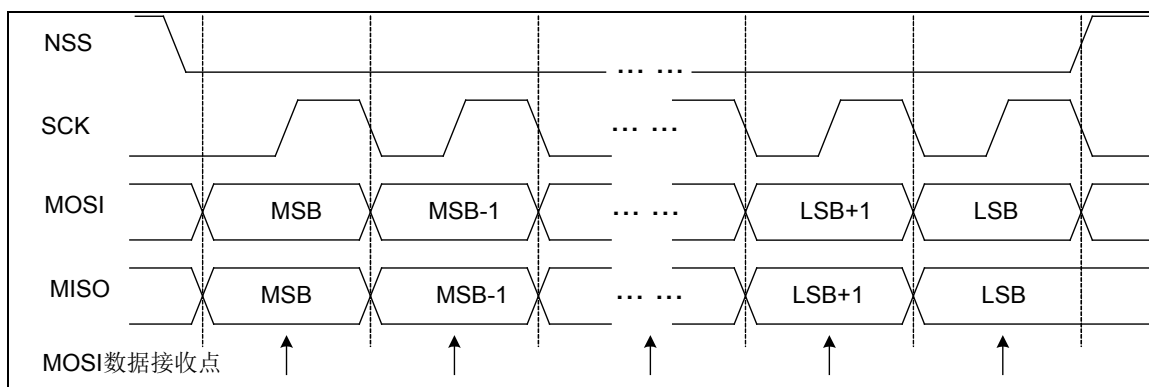 NSS
... ...
SCK
... ...
MOSI MSB MSB-1 ... ... LSB+1 LSB
MISO MSB MSB-1 ... ... LSB+1 LSB
MOSI数据接收点